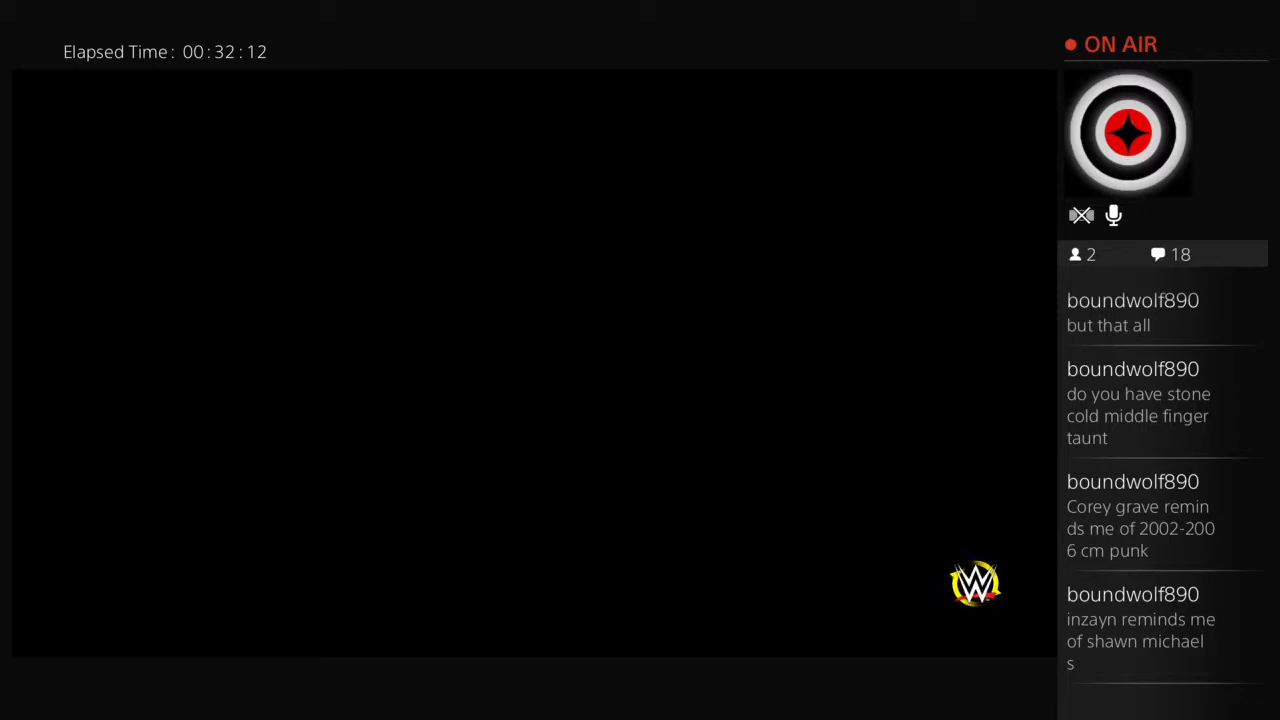 Elapsed Time: 00:32:12
ON AIR
2
18
boundwolf890
but that all
boundwolf890
do you have stone
cold middle finger
taunt
boundwolf890
Corey grave remin
ds me of 2002-200
6 cm punk
boundwolf890
inzayn reminds me
of shawn michael
s
W